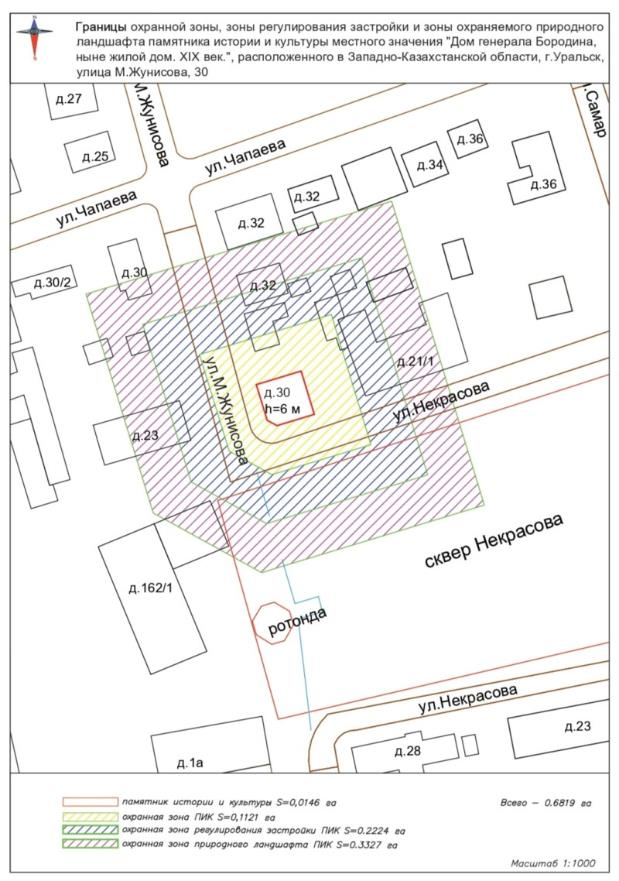 Границы охранной зоны, зоны регулирования застройки и зоны охраняемого природного
ландшафта памятника истории и культуры местного значения "Дом генерала Бородина,
ныне жилой дом. XIX век.", расположенного в Западно-Казахстанской области, г.Уральск,
улица М.Жунисова, 30
д.27
М.Жунисова
. Самар
д.25
ул.Чапаева
д.36
д.34
д.36
ул.Чапаева
д.32
д.32
д.30/2
д.30
д.32
ул.М.Жунисова
д.21/1
д.30
h=6 м
ул.Некрасова
д.23
сквер Некрасова
д.162/1
ротонда
ул.Некрасова
д.23
д.28
д.1а
памятник истории и культуры S=0,0146 га
Всего – 0.6819 га
охранная зона ПИК S=0,1121 га
охранная зона регулирования застройки ПИК S=0.2224 га
охранная зона природного ландшафта ПИК S=0.3327 га
Масштаб 1:1000